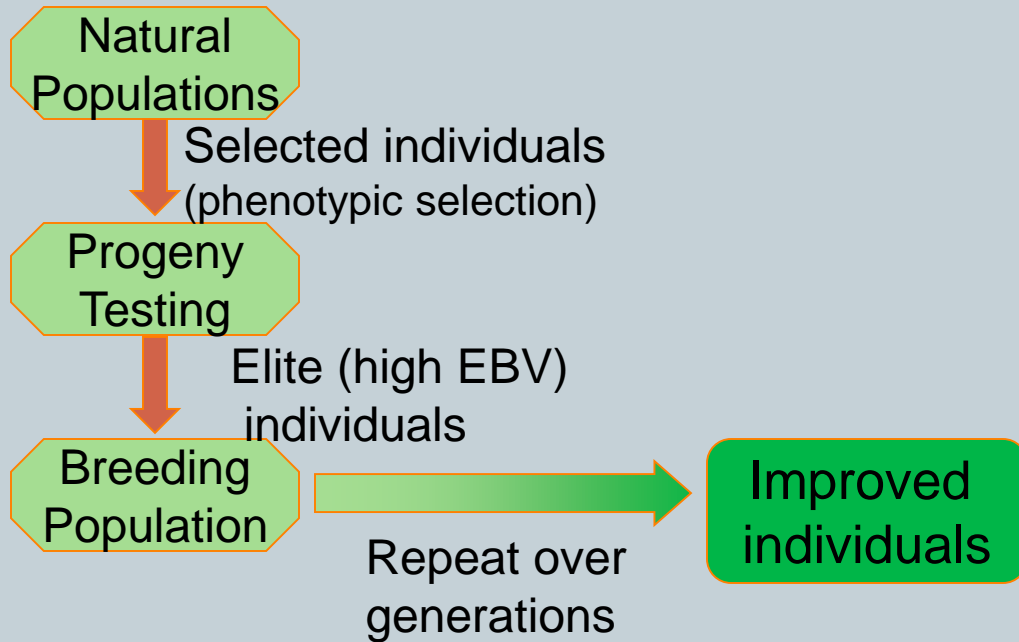 Natural
Populations
Selected individuals
(phenotypic selection)
Progeny
Testing
Elite (high EBV)
individuals
Breeding
Population
Improved
individuals
Repeat over
generations